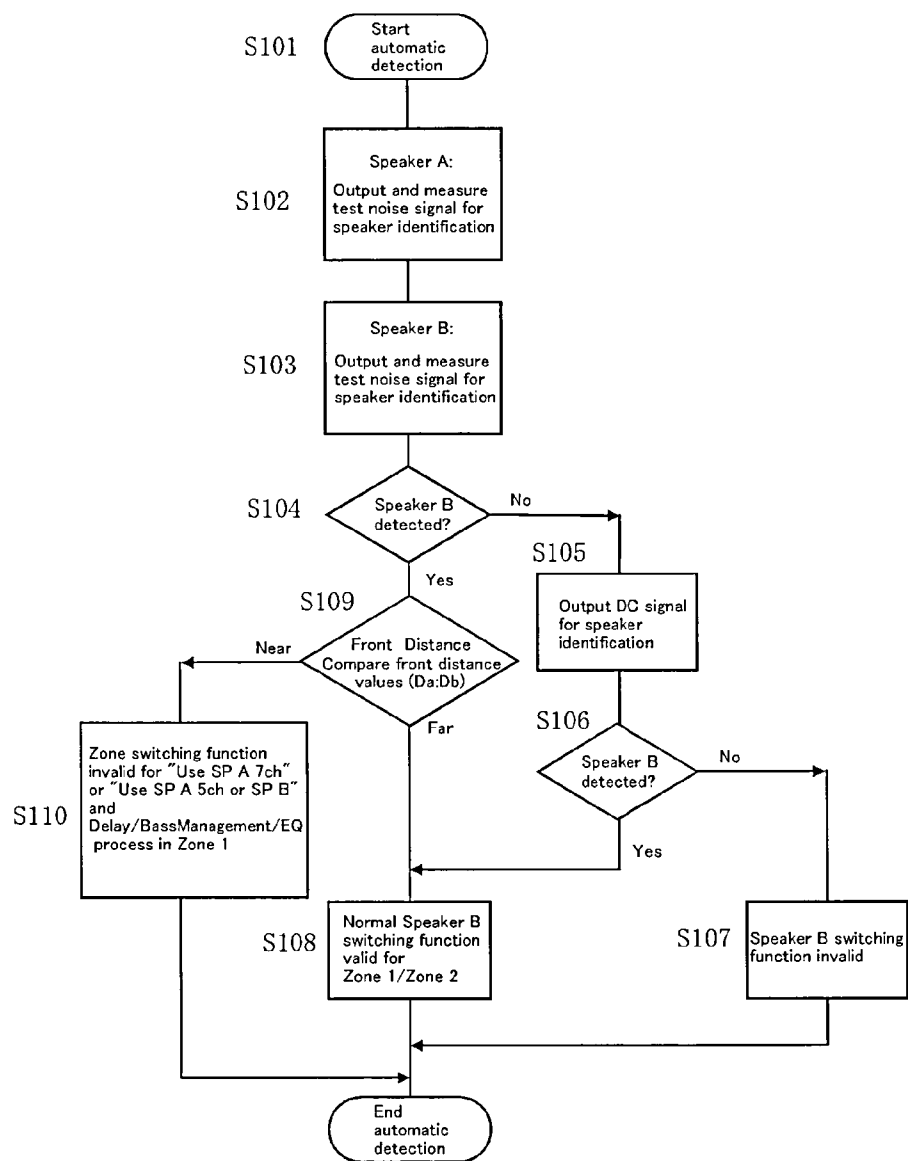 S101
Start
automatic
detection
S102
Speaker A:
Output and measure
test noise signal for
speaker identification
S103
Speaker B:
Output and measure
test noise signal for
speaker identification
S104
Speaker B
detected?
No
Yes
S105
Output DC signal
for speaker
identification
S109
Front Distance
Compare front distance
values (Da:Db)
Near
Far
S106
Speaker B
detected?
No
Yes
S110
Zone switching function
invalid for "Use SP A 7ch"
or "Use SP A 5ch or SP B"
and
Delay/BassManagement/EQ
process in Zone 1
S108
Normal Speaker B
switching function
valid for
Zone 1/Zone 2
S107
Speaker B switching
function invalid
End
automatic
detection